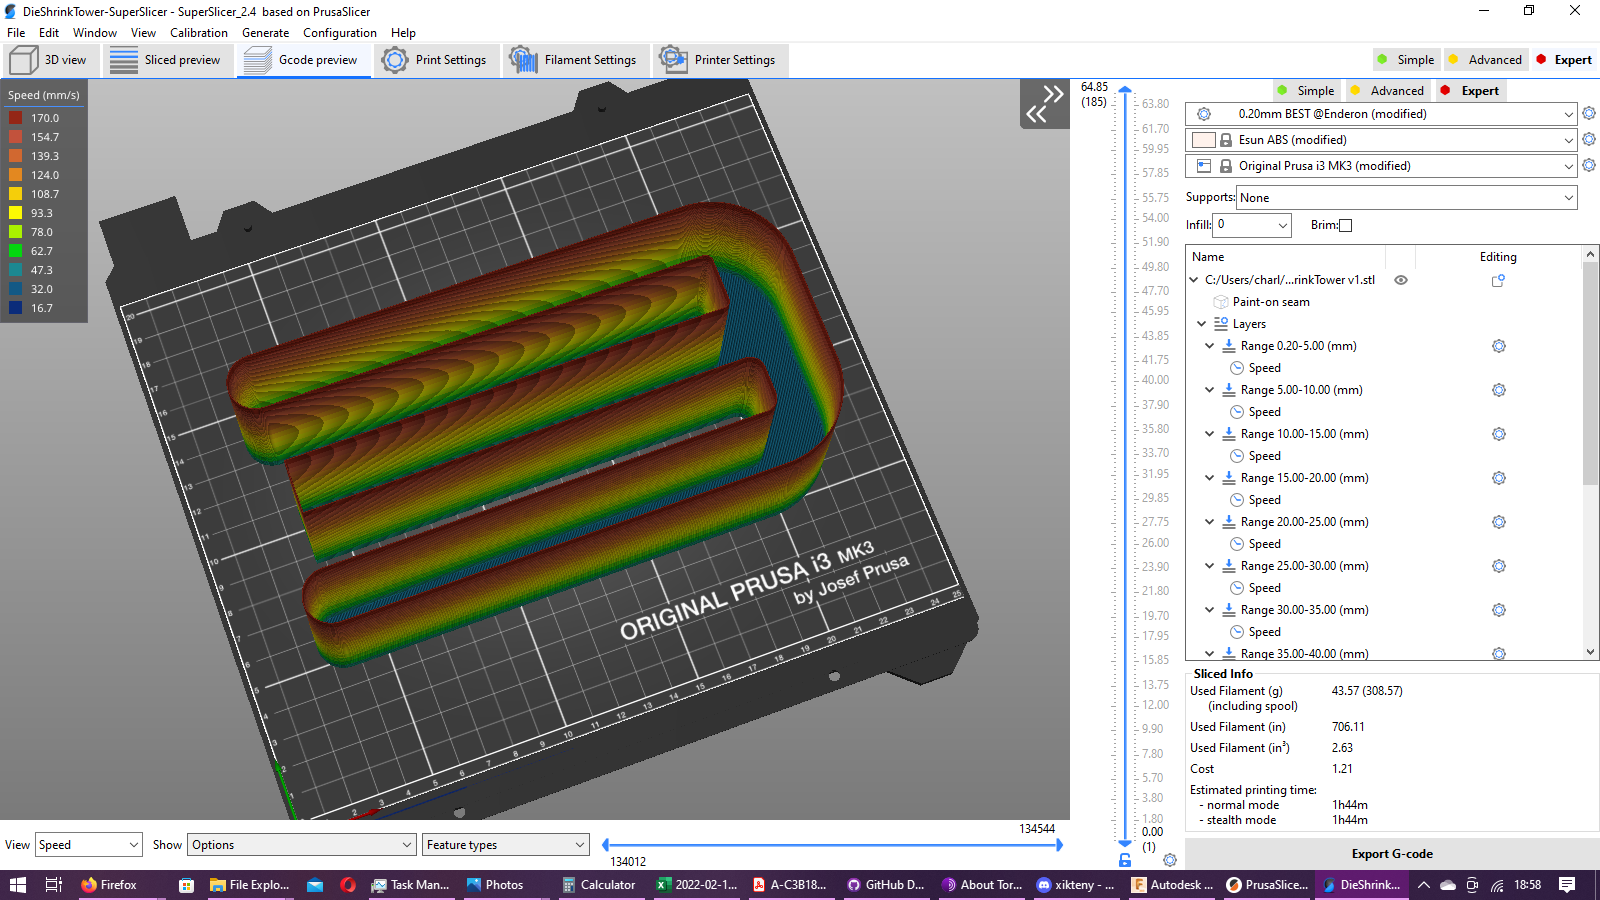 DieShrinkTower-SuperSlicer - SuperSlicer_2.4 based on PrusaSlicer
File Edit Window View Calibration Generate Configuration Help
3D view Sliced preview Gcode preview Print Settings Filament Settings Printer Settings Simple Advanced Expert
Speed (mm/s)
170.0
154.7
139.3
124.0
108.7
93.3
78.0
62.7
47.3
32.0
16.7
ORIGINAL PRUSA i3 MK3
by Josef Prusa
64.85
(185)
63.80
61.70
59.95
57.85
55.75
54.00
51.90
49.80
47.70
45.95
43.85
41.75
40.00
37.90
35.80
33.70
31.95
29.85
27.75
26.00
23.90
21.80
19.70
17.95
15.85
13.75
12.00
9.90
7.80
5.70
3.80
1.80
0.00
(1)
Simple Advanced Expert
0.20mm BEST @Enderon (modified)
Esun ABS (modified)
Original Prusa i3 MK3 (modified)
Supports: None
Infill: 0 Brim:
Name Editing
C:/Users/charl/...rinkTower v1.stl
Paint-on seam
Layers
Range 0.20-5.00 (mm)
Speed
Range 5.00-10.00 (mm)
Speed
Range 10.00-15.00 (mm)
Speed
Range 15.00-20.00 (mm)
Speed
Range 20.00-25.00 (mm)
Speed
Range 25.00-30.00 (mm)
Speed
Range 30.00-35.00 (mm)
Speed
Range 35.00-40.00 (mm)
Sliced Info
Used Filament (g) 43.57 (308.57)
(including spool)
Used Filament (in) 706.11
Used Filament (in³) 2.63
Cost 1.21
Estimated printing time:
- normal mode 1h44m
- stealth mode 1h44m
Export G-code
View Speed Show Options Feature types
134544
134012
Firefox File Explo... Task Man... Photos Calculator 2022-02-1... A-C3B18... GitHub D... About Tor... xikteny - ... Autodesk ... PrusaSlice... DieShrink... 18:58